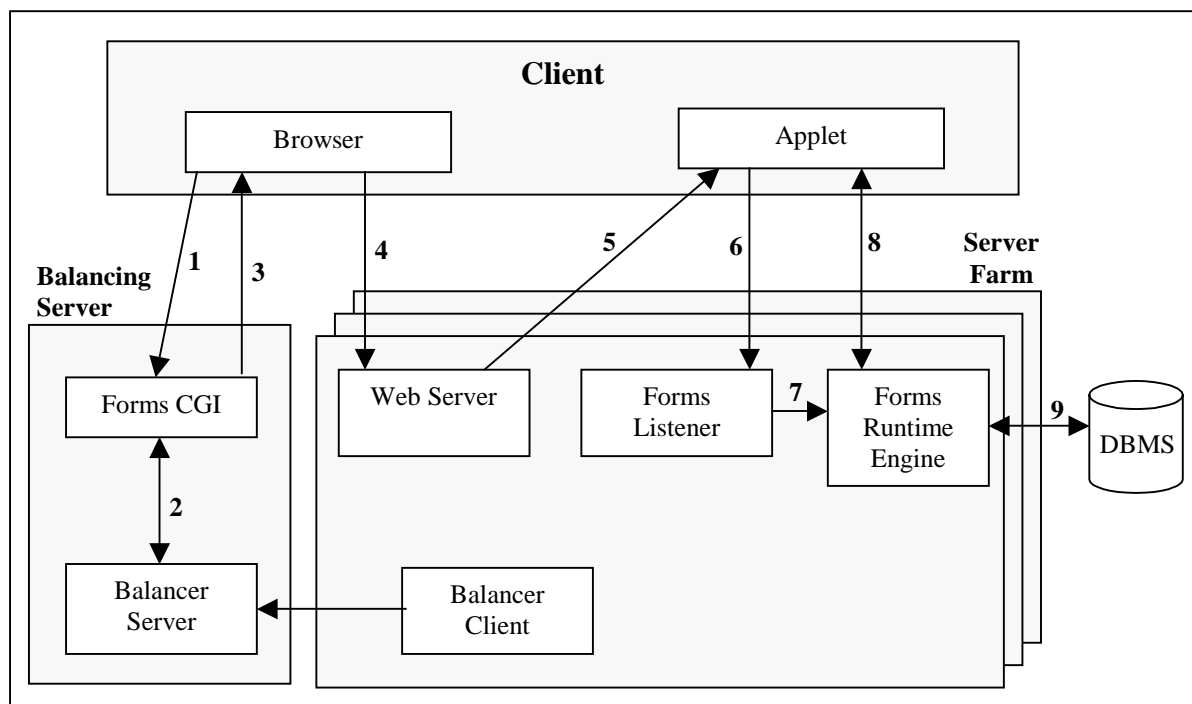 Client
Browser
Applet
1
3
4
5
6
8
Server
Farm
Balancing
Server
Forms CGI
Web Server
Forms
Listener
7
Forms
Runtime
Engine
9
DBMS
2
Balancer
Server
Balancer
Client